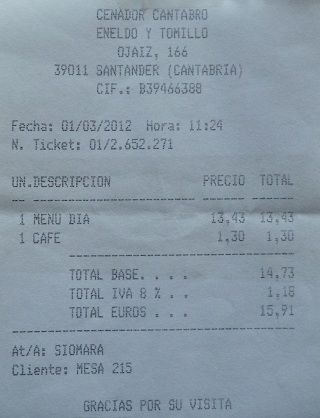 CENADOR CANTABRO
ENELDO Y TOMILLO
OJAIZ, 166
39011 SANTANDER (CANTABRIA)
CIF.: B39466388
Fecha: 01/03/2012 Hora: 11:24
N. Ticket: 01/2.652.271
UN.DESCRIPCION PRECIO TOTAL
1 MENU DIA 13,43 13,43
1 CAFE 1,30 1,30
TOTAL BASE. . . . 14,73
TOTAL IVA 8 % . . 1,18
TOTAL EUROS . . . 15,91
At/A: SIOMARA
Cliente: MESA 215
GRACIAS POR SU VISITA